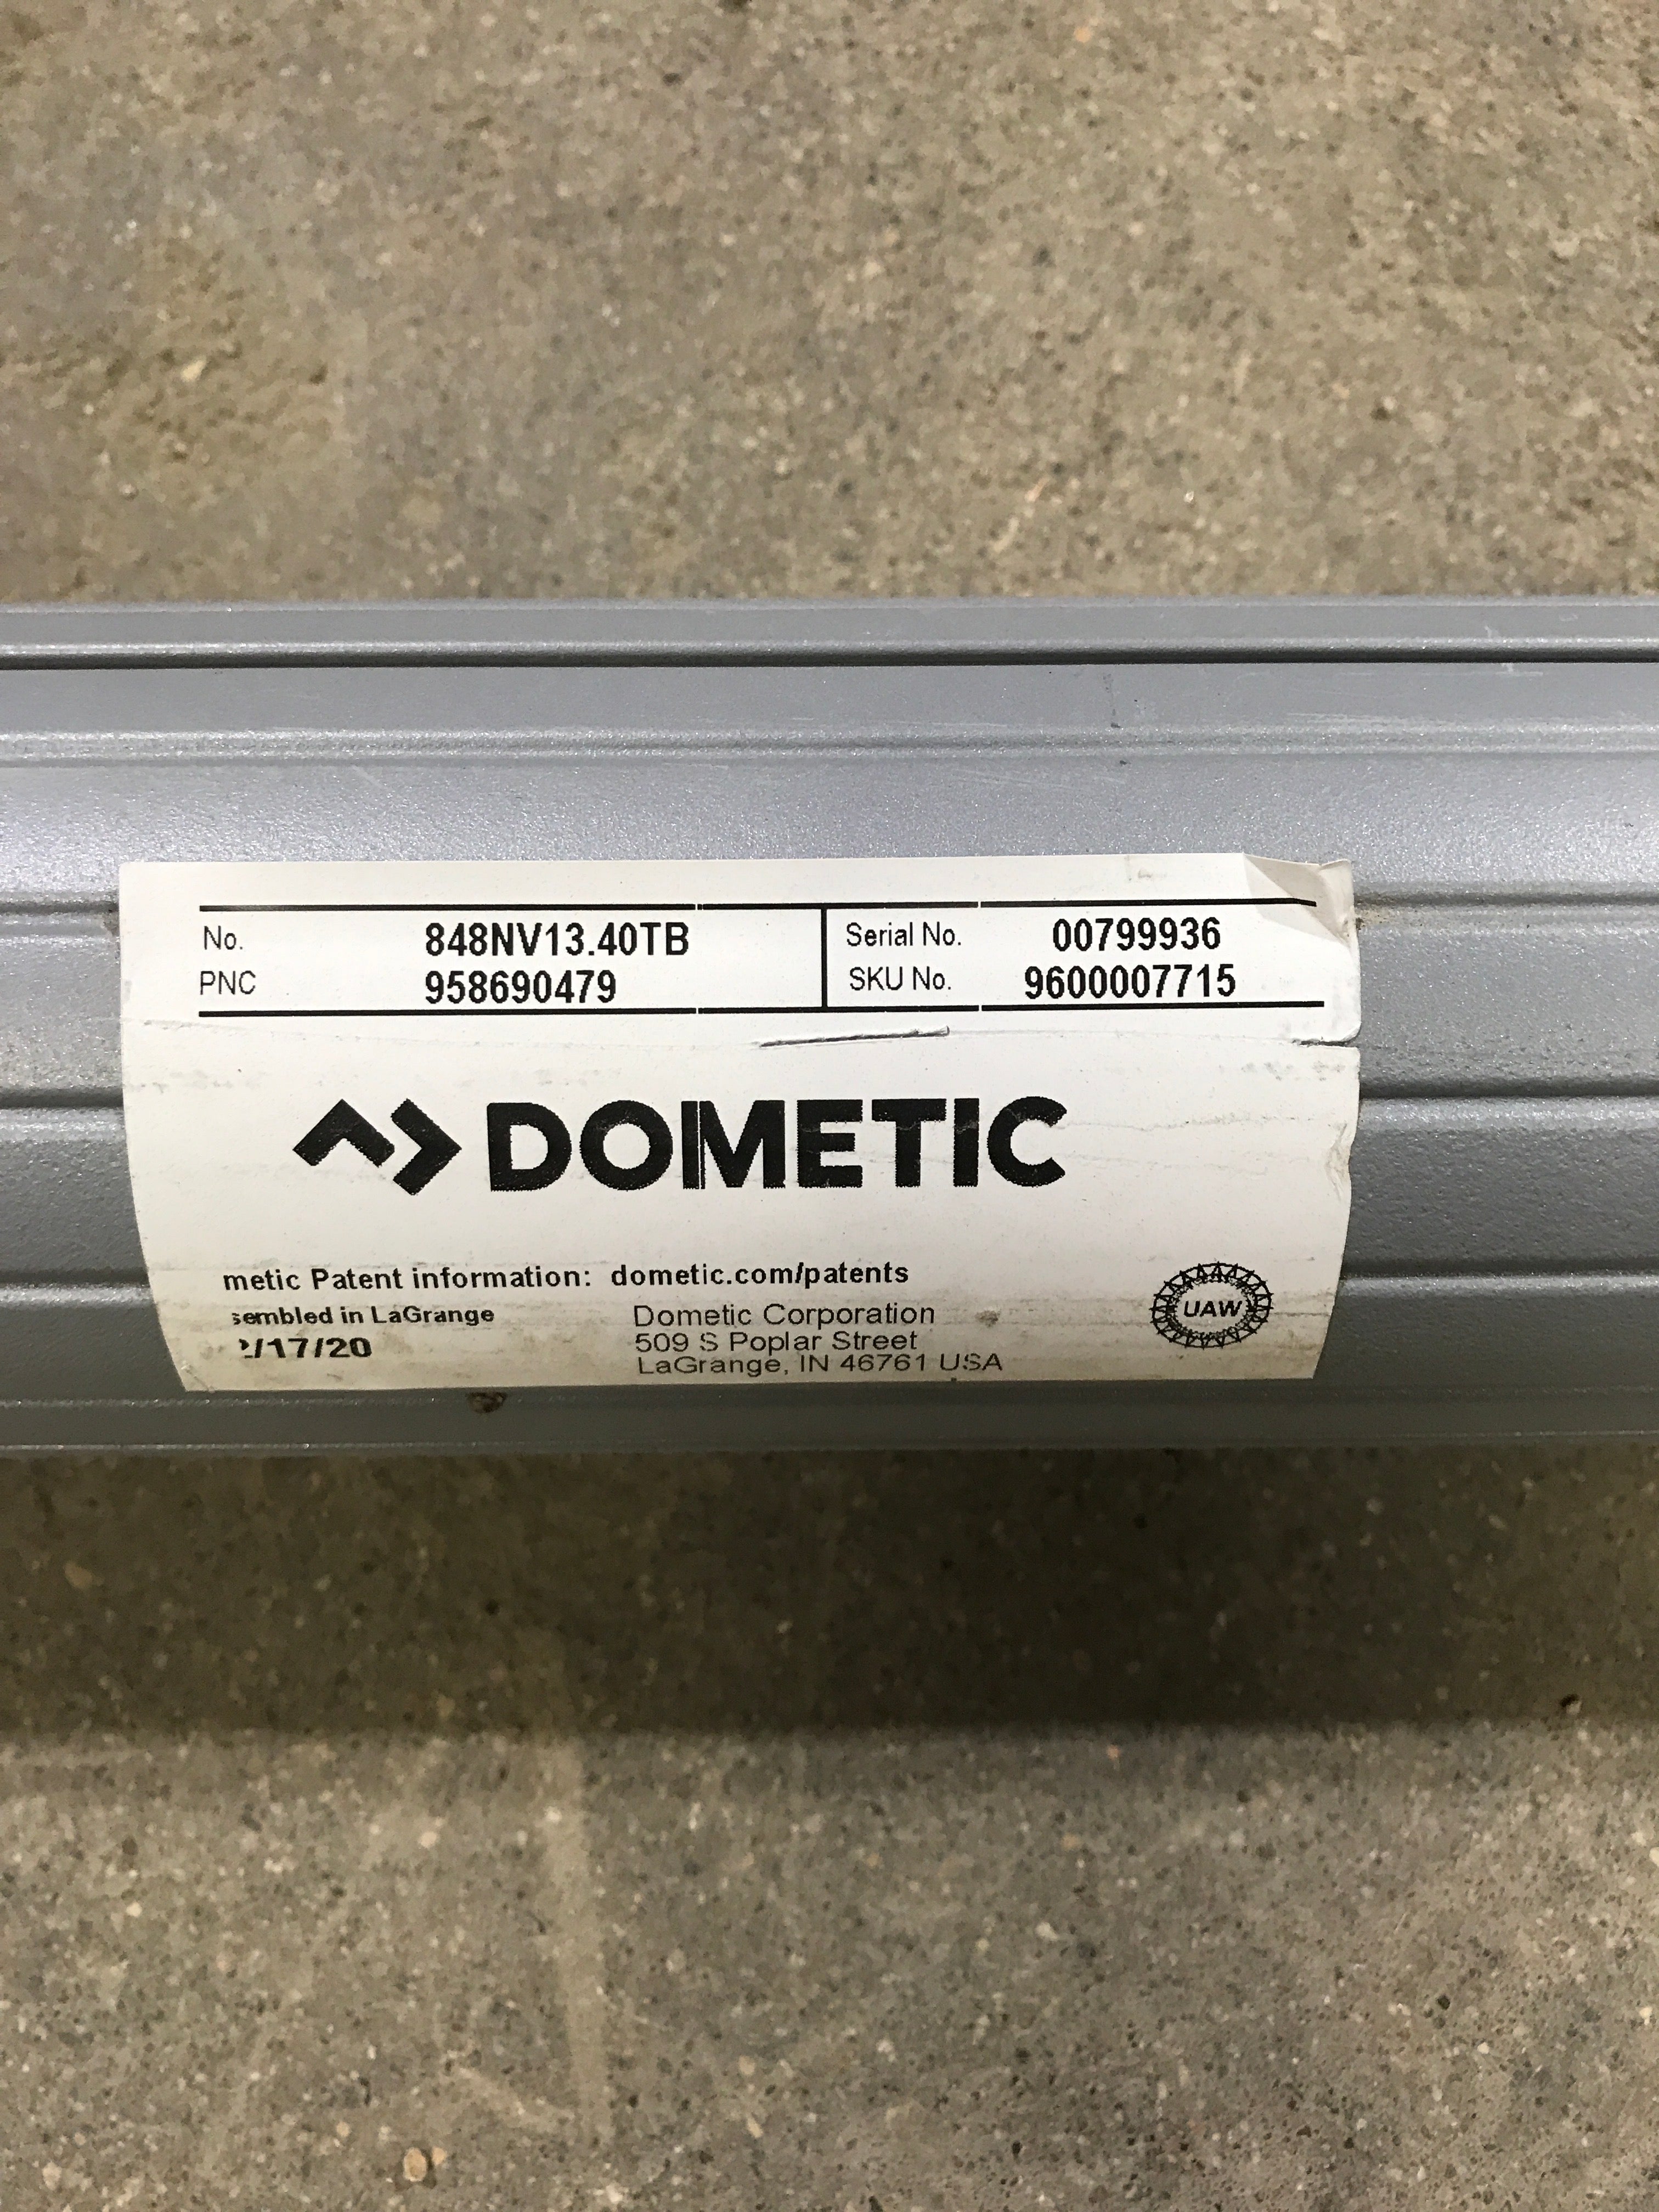 No. 848NV13.40TB Serial No. 00799936
PNC 958690479 SKU No. 9600007715
DOMETIC
metic Patent information: dometic.com/patents
sembled in LaGrange
/17/20
Dometic Corporation
509 S Poplar Street
LaGrange, IN 46761 USA
UAW